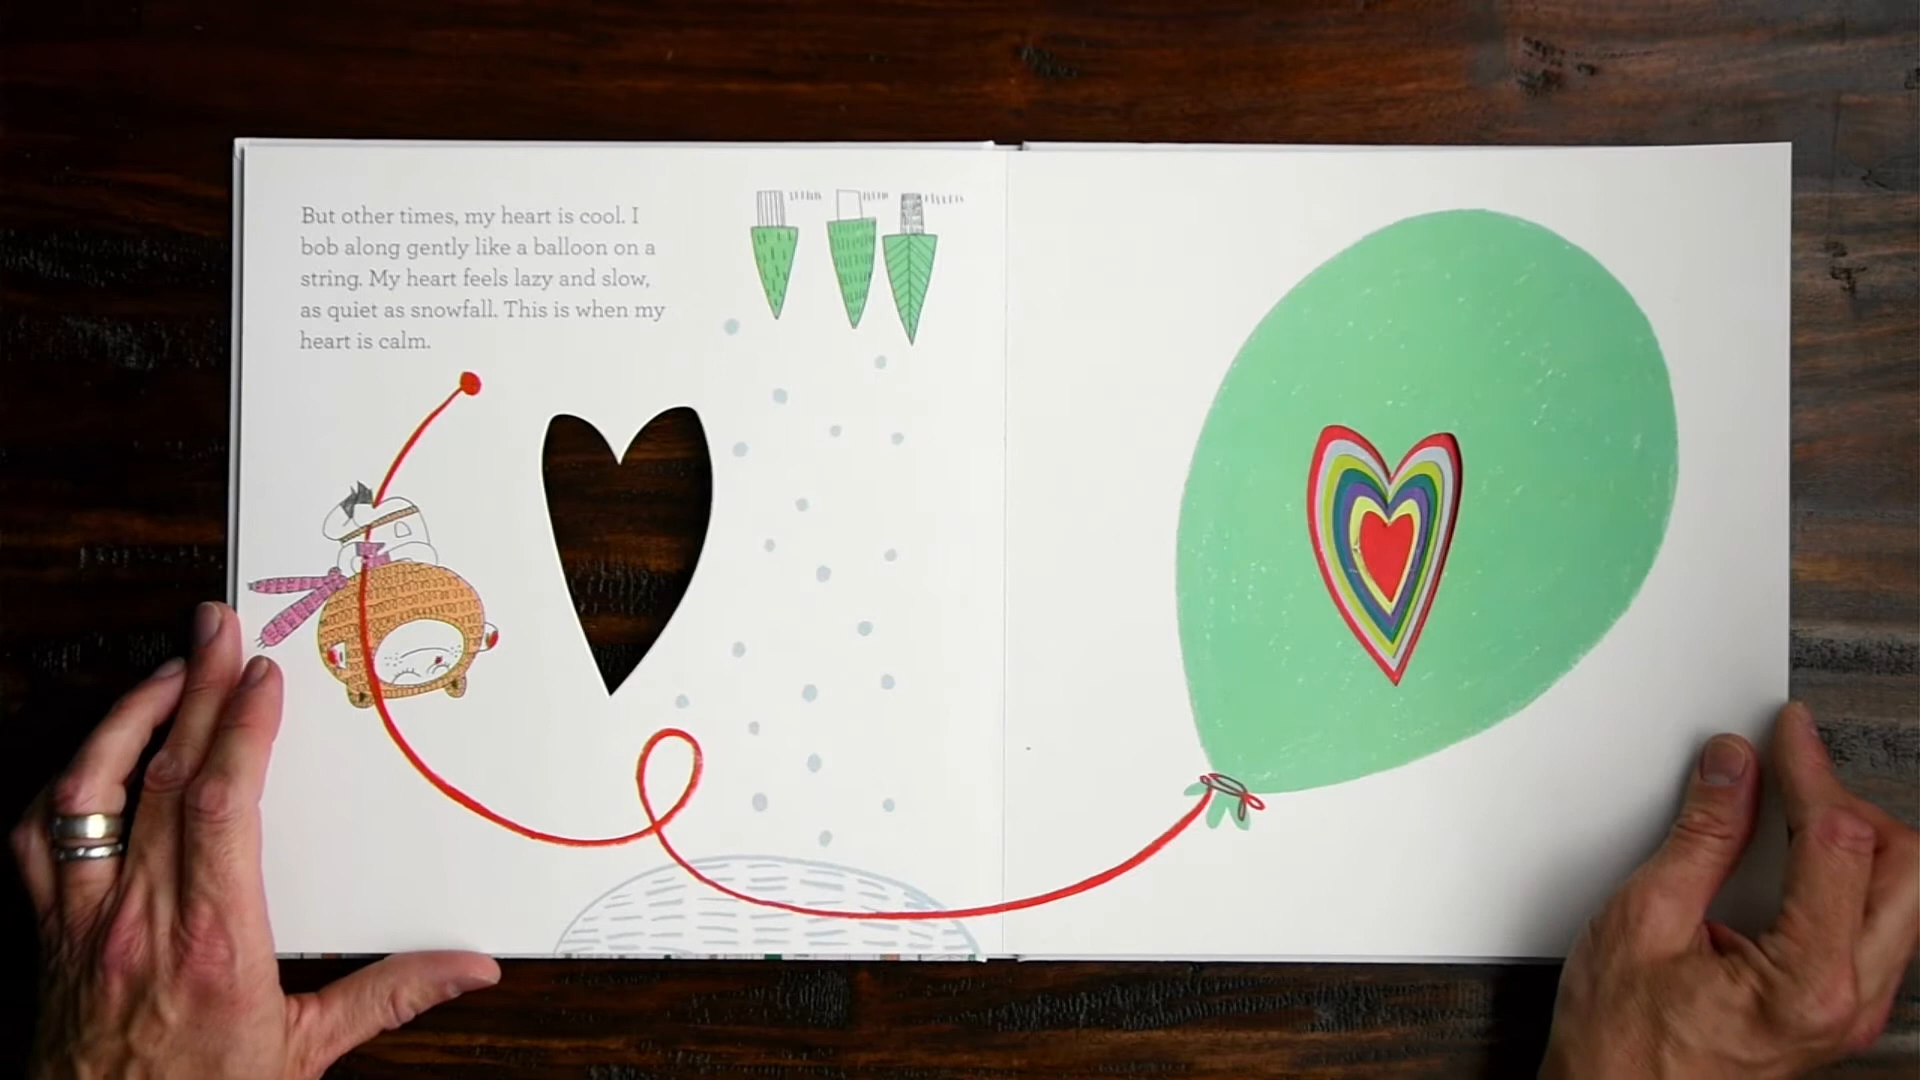 But other times, my heart is cool. I
bob along gently like a balloon on a
string. My heart feels lazy and slow,
as quiet as snowfall. This is when my
heart is calm.